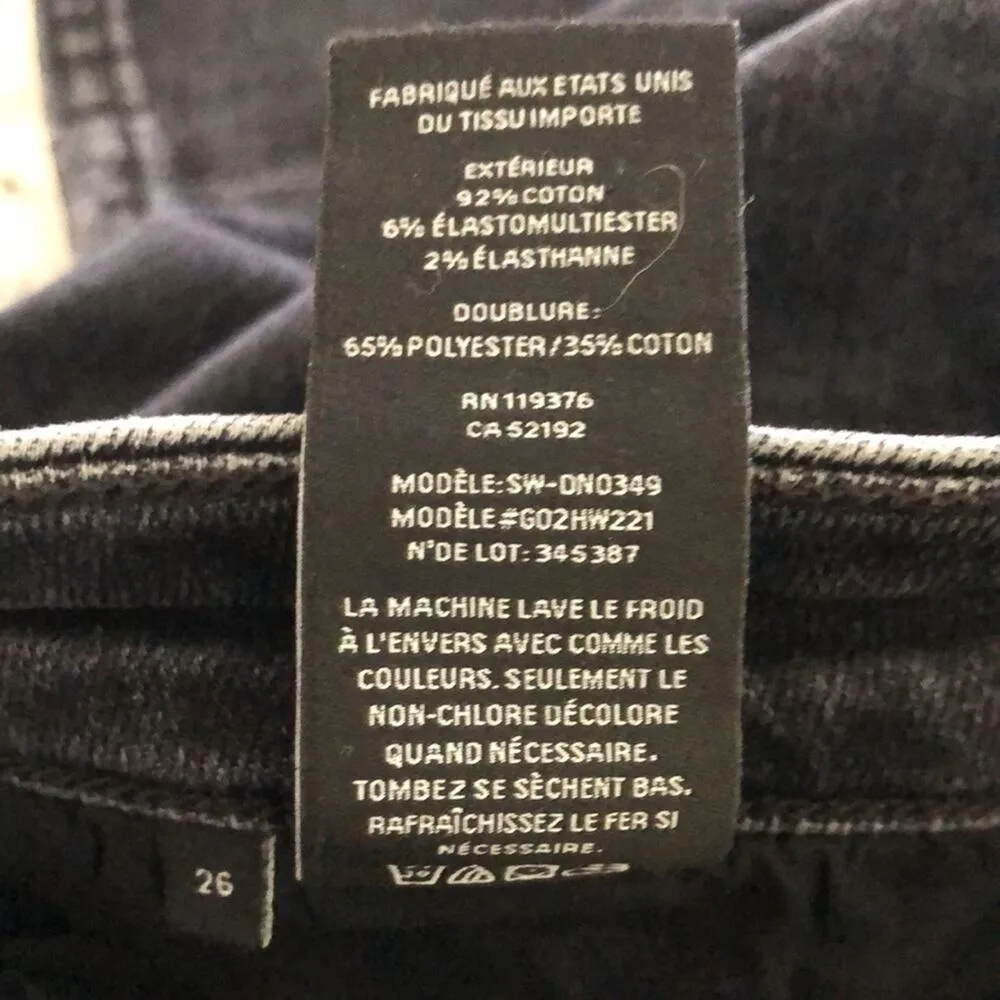 FABRIQUÉ AUX ETATS UNIS
DU TISSU IMPORTE
EXTÉRIEUR
92% COTON
6% ÉLASTOMULTIESTER
2% ÉLASTHANNE
DOUBLURE:
65% POLYESTER/35% COTON
RN 119376
CA 52192
MODÈLE: SW-DN0349
MODÈLE #G02HW221
N°DE LOT: 345387
LA MACHINE LAVE LE FROID
À L'ENVERS AVEC COMME LES
COULEURS. SEULEMENT LE
NON-CHLORE DÉCOLORE
QUAND NÉCESSAIRE.
TOMBEZ SE SÈCHENT BAS.
RAFRAÎCHISSEZ LE FER SI
NÉCESSAIRE.
26